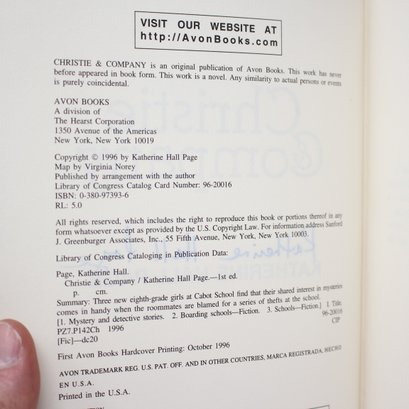 VISIT OUR WEBSITE AT
http://AvonBooks.com
CHRISTIE & COMPANY is an original publication of Avon Books. This work has never
before appeared in book form. This work is a novel. Any similarity to actual persons or events
is purely coincidental.
AVON BOOKS
A division of
The Hearst Corporation
1350 Avenue of the Americas
New York, New York 10019
Copyright © 1996 by Katherine Hall Page
Map by Virginia Norey
Published by arrangement with the author
Library of Congress Catalog Card Number: 96-20016
ISBN: 0-380-97393-6
RL: 5.0
All rights reserved, which includes the right to reproduce this book or portions thereof in any
form whatsoever except as provided by the U.S. Copyright Law. For information address Sanford
J. Greenburger Associates, Inc., 55 Fifth Avenue, New York, New York 10003.
Library of Congress Cataloging in Publication Data:
Page, Katherine Hall.
Christie & Company / Katherine Hall Page.—1st ed.
p. cm.
Summary: Three new eighth-grade girls at Cabot School find that their shared interest in mysteries
comes in handy when the roommates are blamed for a series of thefts at the school.
[1. Mystery and detective stories. 2. Boarding schools—Fiction. 3. Schools—Fiction.] I. Title.
PZ7.P142Ch 1996 96-20016
[Fic]—dc20 CIP
First Avon Books Hardcover Printing: October 1996
AVON TRADEMARK REG. U.S. PAT. OFF. AND IN OTHER COUNTRIES, MARCA REGISTRADA, HECHO
EN U.S.A.
Printed in the U.S.A.